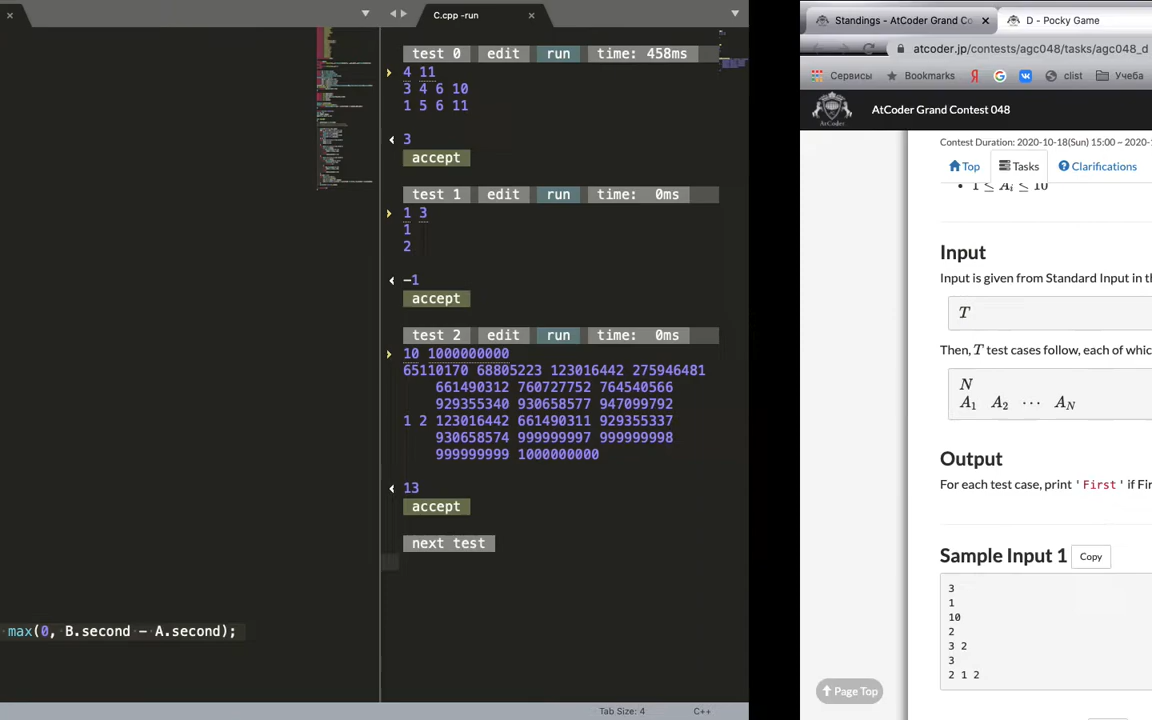 C.cpp -run
test 0 edit run time: 458ms
4 11
3 4 6 10
1 5 6 11
3
accept
test 1 edit run time: 0ms
1 3
1
2
-1
accept
test 2 edit run time: 0ms
10 1000000000
65110170 68805223 123016442 275946481
661490312 760727752 764540566
929355340 930658577 947099792
1 2 123016442 661490311 929355337
930658574 999999997 999999998
999999999 1000000000
13
accept
next test
max(0, B.second - A.second);
Tab Size: 4 C++
Standings - AtCoder Grand Co
D - Pocky Game
atcoder.jp/contests/agc048/tasks/agc048_d
Сервисы Bookmarks clist Учеба
AtCoder Grand Contest 048
Contest Duration: 2020-10-18(Sun) 15:00 ~ 2020-
Top Tasks Clarifications
Input
Input is given from Standard Input in th
T
Then, T test cases follow, each of whic
N
A1 A2 ⋯ AN
Output
For each test case, print 'First' if Fir
Sample Input 1 Copy
3
1
10
2
3 2
3
2 1 2
Page Top